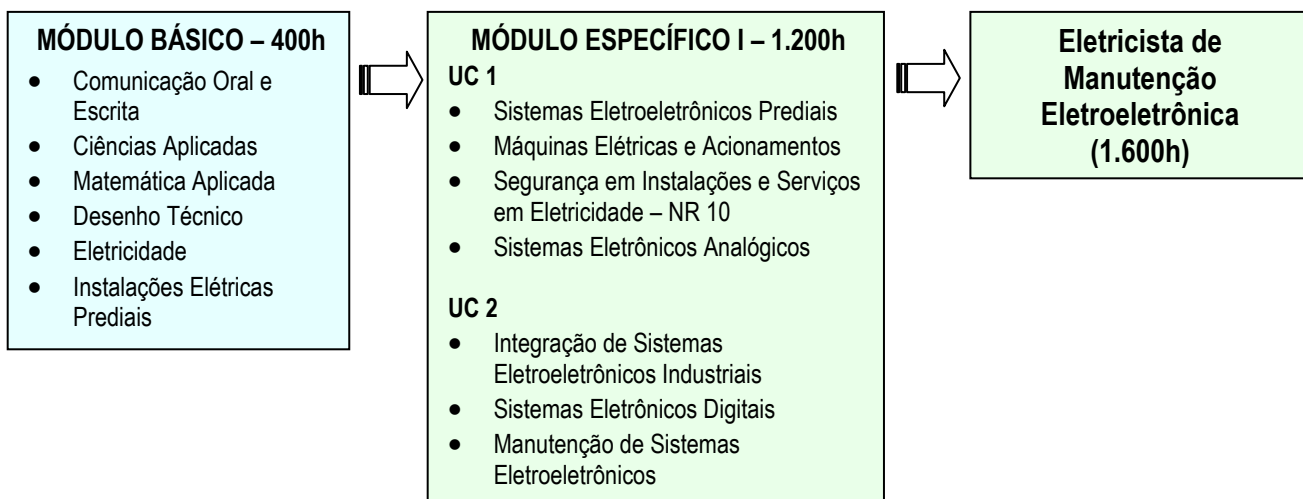 MÓDULO BÁSICO – 400h
• Comunicação Oral e
Escrita
• Ciências Aplicadas
• Matemática Aplicada
• Desenho Técnico
• Eletricidade
• Instalações Elétricas
Prediais
MÓDULO ESPECÍFICO I – 1.200h
UC 1
• Sistemas Eletroeletrônicos Prediais
• Máquinas Elétricas e Acionamentos
• Segurança em Instalações e Serviços
em Eletricidade – NR 10
• Sistemas Eletrônicos Analógicos
UC 2
• Integração de Sistemas
Eletroeletrônicos Industriais
• Sistemas Eletrônicos Digitais
• Manutenção de Sistemas
Eletroeletrônicos
Eletricista de
Manutenção
Eletroeletrônica
(1.600h)